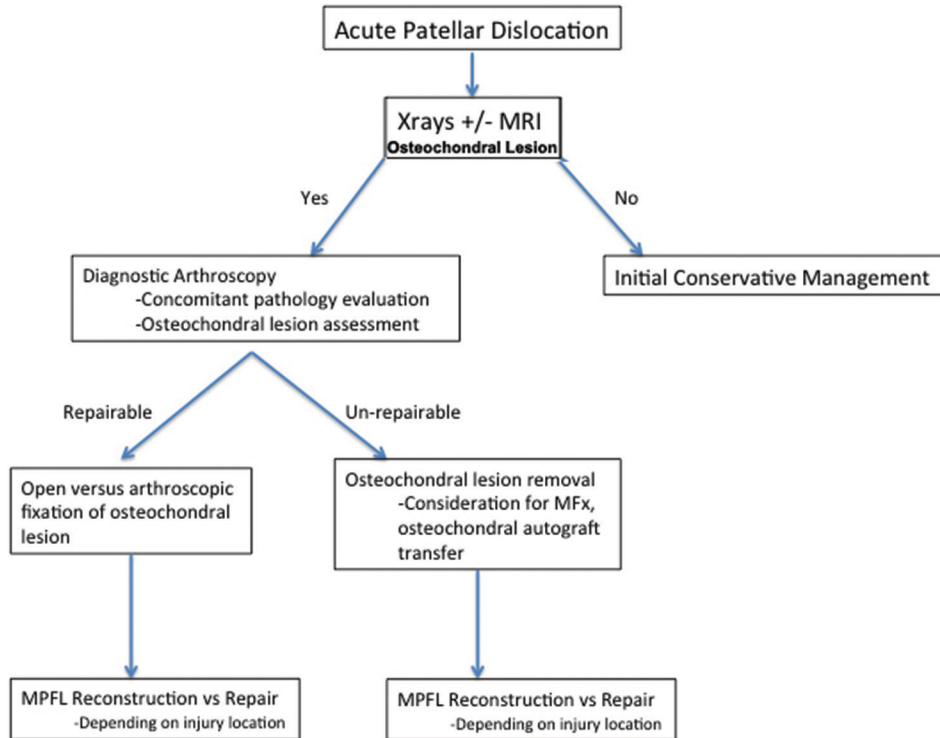 Acute Patellar Dislocation
Xrays +/- MRI
Osteochondral Lesion
Yes
No
Diagnostic Arthroscopy
-Concomitant pathology evaluation
-Osteochondral lesion assessment
Initial Conservative Management
Repairable
Un-repairable
Open versus arthroscopic
fixation of osteochondral
lesion
Osteochondral lesion removal
-Consideration for MFx,
osteochondral autograft
transfer
MPFL Reconstruction vs Repair
-Depending on injury location
MPFL Reconstruction vs Repair
-Depending on injury location